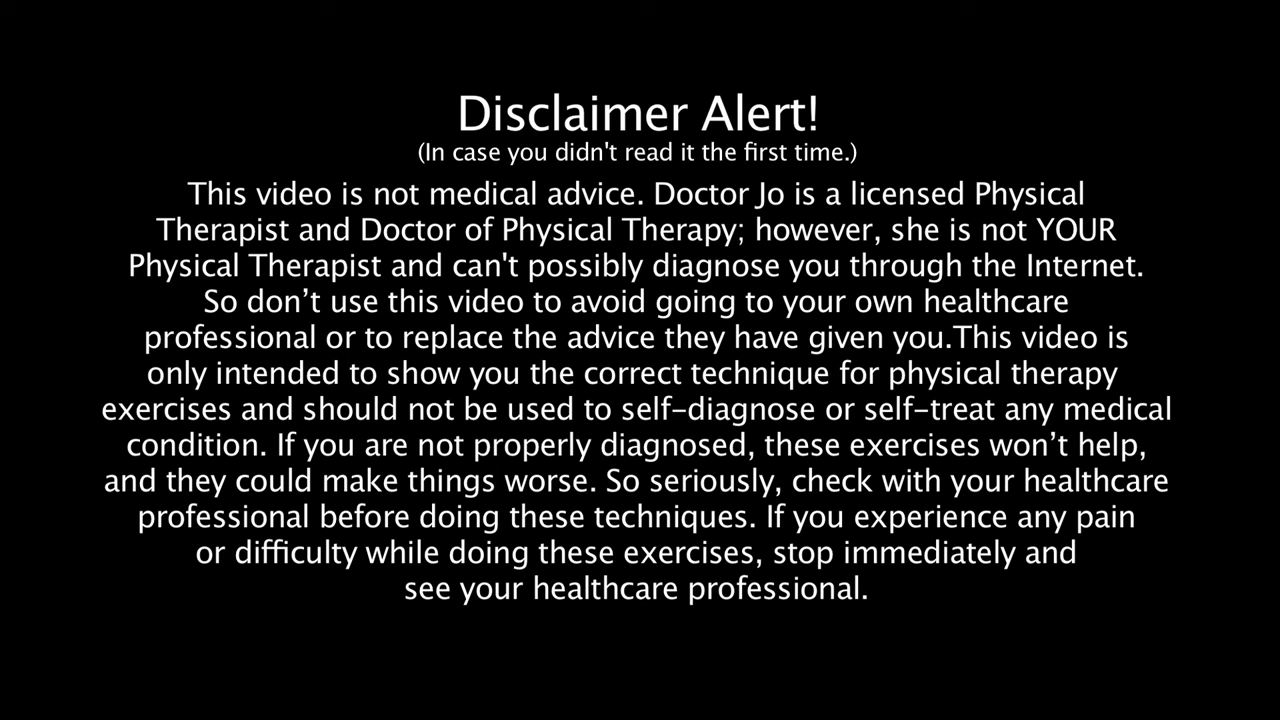 Disclaimer Alert!
(In case you didn't read it the first time.)
This video is not medical advice. Doctor Jo is a licensed Physical
Therapist and Doctor of Physical Therapy; however, she is not YOUR
Physical Therapist and can't possibly diagnose you through the Internet.
So don’t use this video to avoid going to your own healthcare
professional or to replace the advice they have given you.This video is
only intended to show you the correct technique for physical therapy
exercises and should not be used to self-diagnose or self-treat any medical
condition. If you are not properly diagnosed, these exercises won’t help,
and they could make things worse. So seriously, check with your healthcare
professional before doing these techniques. If you experience any pain
or difficulty while doing these exercises, stop immediately and
see your healthcare professional.